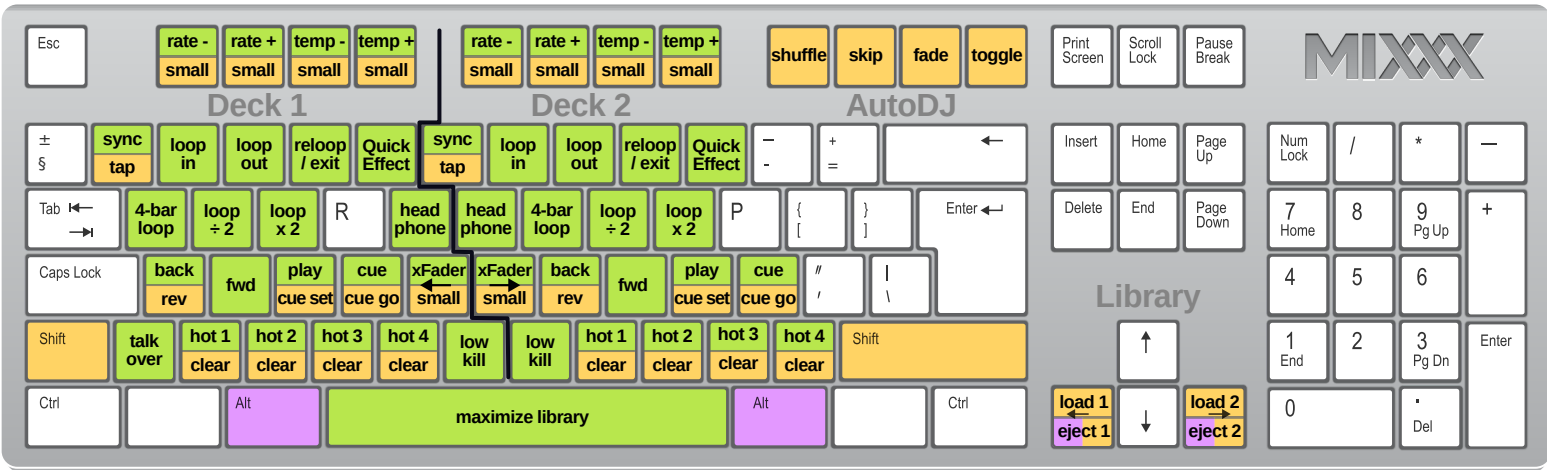 Esc
rate -
small
rate +
small
temp -
small
temp +
small
rate -
small
rate +
small
temp -
small
temp +
small
shuffle
skip
fade
toggle
Print
Screen
Scroll
Lock
Pause
Break
MIXXX
Deck 1
Deck 2
AutoDJ
±
§
sync
tap
loop
in
loop
out
reloop
/ exit
Quick
Effect
sync
tap
loop
in
loop
out
reloop
/ exit
Quick
Effect
—
-
+
=
←
Insert
Home
Page
Up
Num
Lock
/
*
—
Tab
4-bar
loop
loop
÷ 2
loop
x 2
R
head
phone
head
phone
4-bar
loop
loop
÷ 2
loop
x 2
P
{
[
}
]
Enter
Delete
End
Page
Down
7
Home
8
9
Pg Up
+
Caps Lock
back
rev
fwd
play
cue set
cue
cue go
xFader
←
small
xFader
→
small
back
rev
fwd
play
cue set
cue
cue go
"
'
|
\
Library
4
5
6
Shift
talk
over
hot 1
clear
hot 2
clear
hot 3
clear
hot 4
clear
low
kill
low
kill
hot 1
clear
hot 2
clear
hot 3
clear
hot 4
clear
Shift
↑
1
End
2
3
Pg Dn
Enter
Ctrl
Alt
maximize library
Alt
Ctrl
load 1
←
eject 1
↓
load 2
→
eject 2
0
.
Del